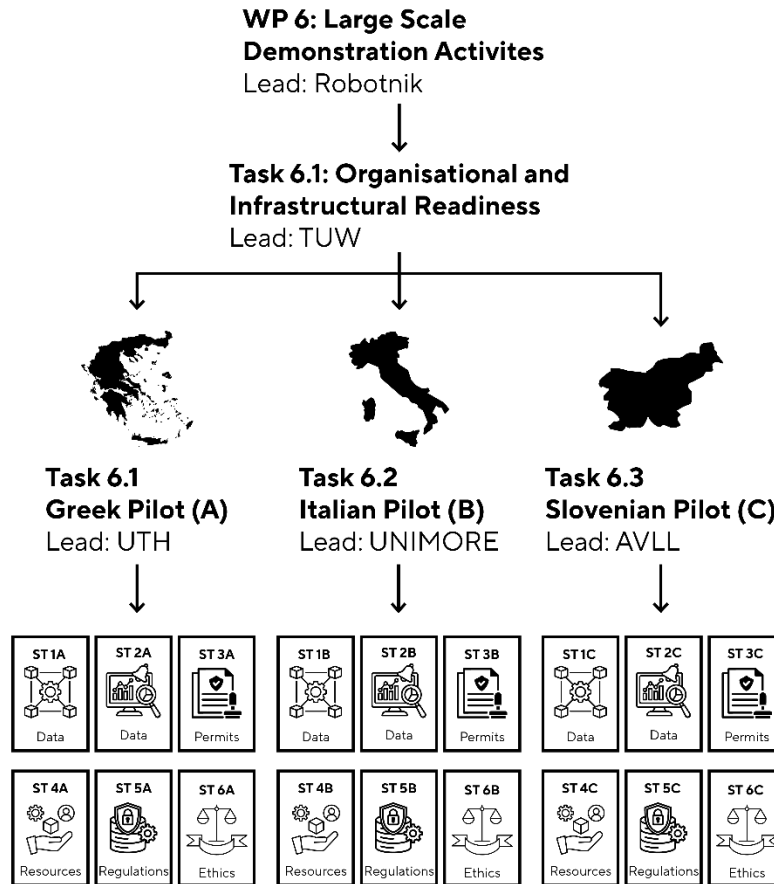 WP 6: Large Scale
Demonstration Activites
Lead: Robotnik
Task 6.1: Organisational and
Infrastructural Readiness
Lead: TUW
Task 6.1
Greek Pilot (A)
Lead: UTH
Task 6.2
Italian Pilot (B)
Lead: UNIMORE
Task 6.3
Slovenian Pilot (C)
Lead: AVLL
ST 1A
Data
ST 2A
Data
ST 3A
Permits
ST 4A
Resources
ST 5A
Regulations
ST 6A
Ethics
ST 1B
Data
ST 2B
Data
ST 3B
Permits
ST 4B
Resources
ST 5B
Regulations
ST 6B
Ethics
ST 1C
Data
ST 2C
Data
ST 3C
Permits
ST 4C
Resources
ST 5C
Regulations
ST 6C
Ethics